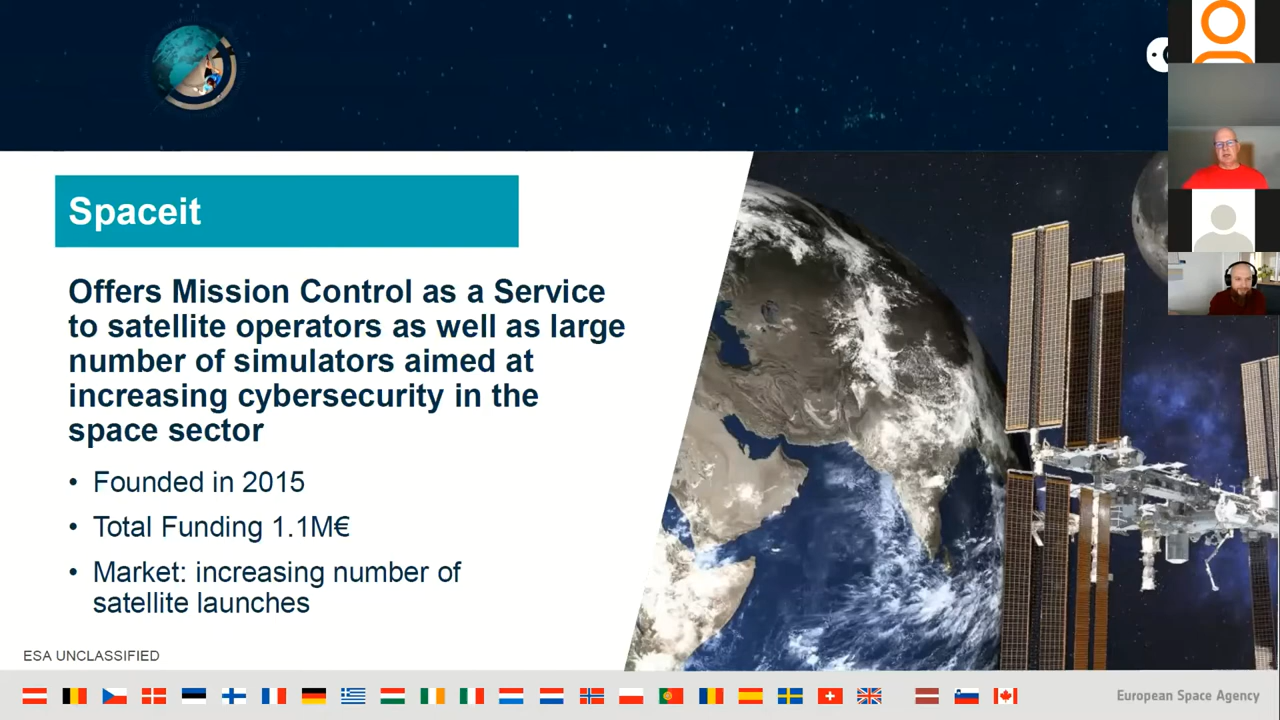 Spaceit
Offers Mission Control as a Service
to satellite operators as well as large
number of simulators aimed at
increasing cybersecurity in the
space sector
• Founded in 2015
• Total Funding 1.1M€
• Market: increasing number of
satellite launches
ESA UNCLASSIFIED
European Space Agency